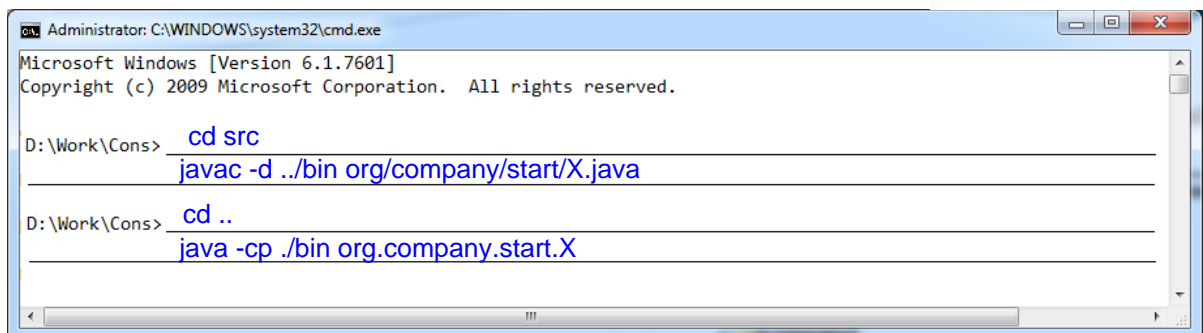 Administrator: C:\WINDOWS\system32\cmd.exe
Microsoft Windows [Version 6.1.7601]
Copyright (c) 2009 Microsoft Corporation.  All rights reserved.
D:\Work\Cons> cd src
javac -d ../bin org/company/start/X.java
D:\Work\Cons> cd ..
java -cp ./bin org.company.start.X